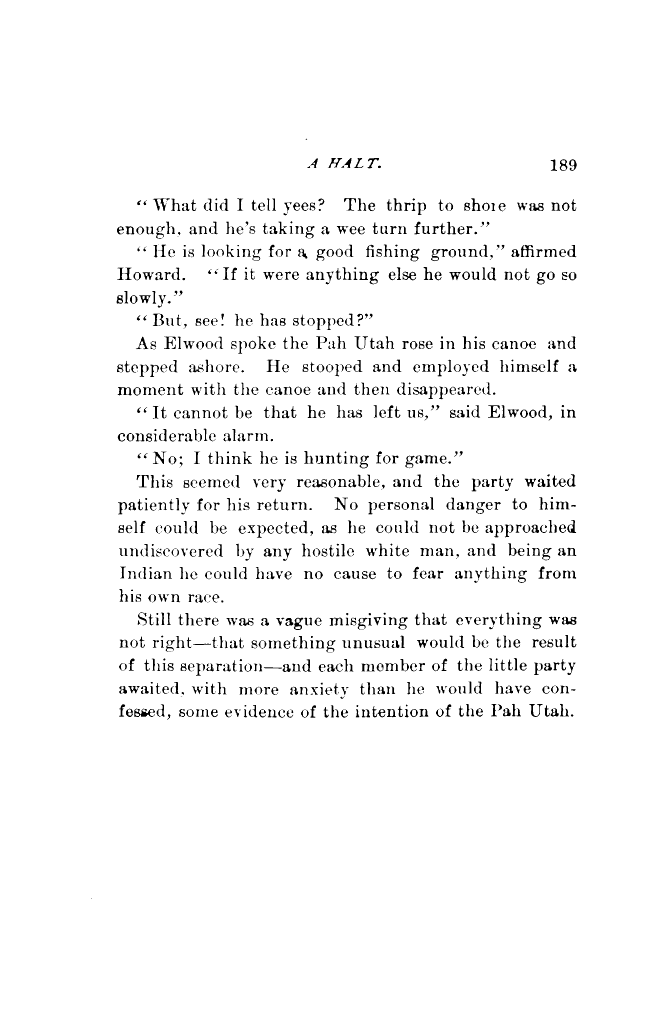 A HALT. 189
“What did I tell yees? The thrip to shore was not
enough, and he's taking a wee turn further.”
“He is looking for a good fishing ground,” affirmed
Howard. “If it were anything else he would not go so
slowly.”
“But, see! he has stopped?”
As Elwood spoke the Pah Utah rose in his canoe and
stepped ashore. He stooped and employed himself a
moment with the canoe and then disappeared.
“It cannot be that he has left us,” said Elwood, in
considerable alarm.
“No; I think he is hunting for game.”
This seemed very reasonable, and the party waited
patiently for his return. No personal danger to him-
self could be expected, as he could not be approached
undiscovered by any hostile white man, and being an
Indian he could have no cause to fear anything from
his own race.
Still there was a vague misgiving that everything was
not right—that something unusual would be the result
of this separation—and each member of the little party
awaited, with more anxiety than he would have con-
fessed, some evidence of the intention of the Pah Utah.